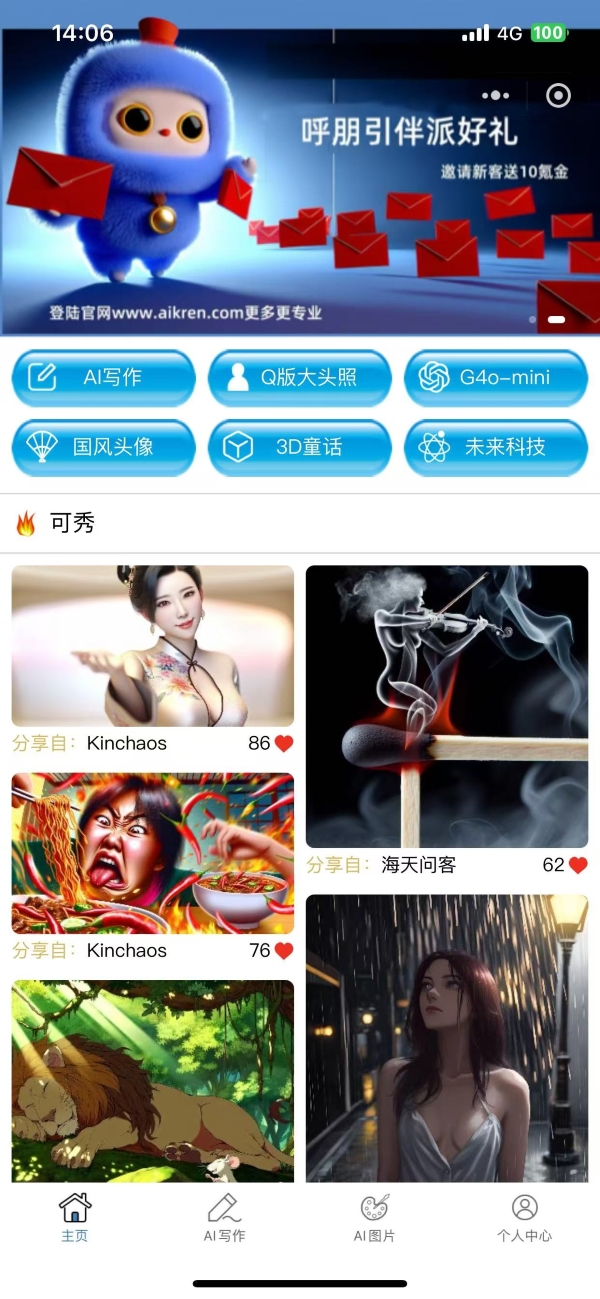 14:06
4G 100
呼朋引伴派好礼
邀请新客送10氪金
登陆官网www.aikren.com更多更专业
AI写作
Q版大头照
G4o-mini
国风头像
3D童话
未来科技
可秀
分享自: Kinchaos 86
分享自: 海天问客 62
分享自: Kinchaos 76
主页
AI写作
AI图片
个人中心